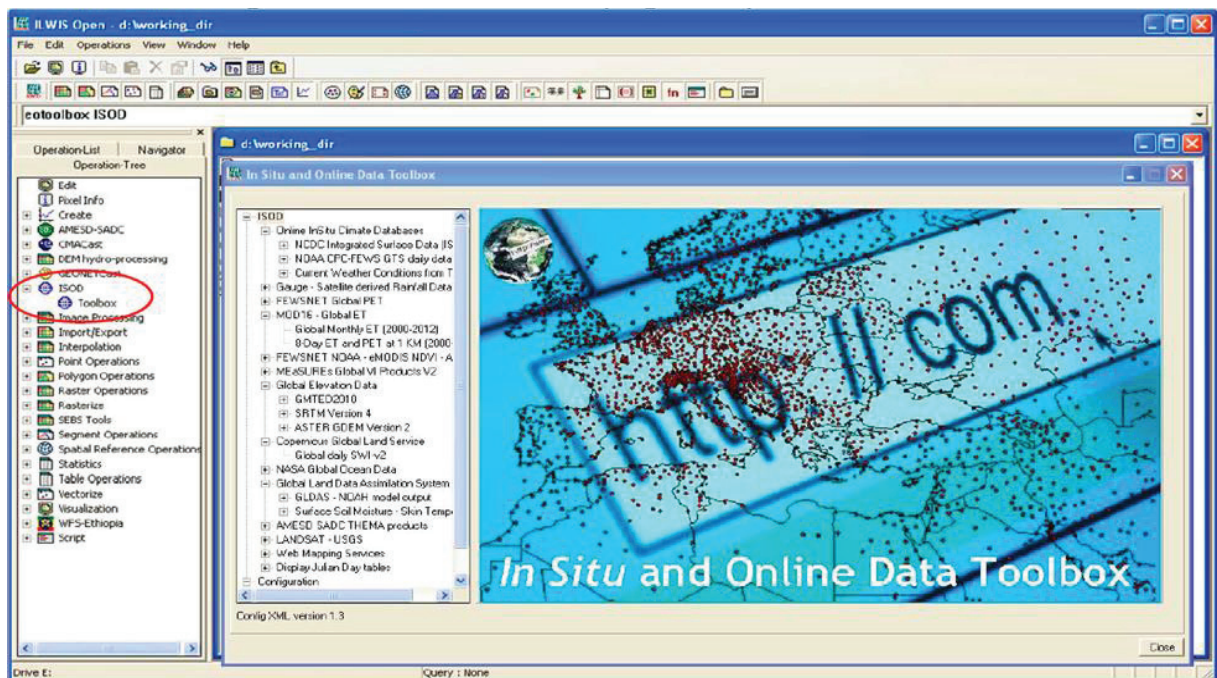 ILWIS Open - d:\working_dir
File Edit Operations View Window Help
eotoolbox ISOD
Operation-List Navigator
Operation-Tree
Edit
Pixel Info
Create
AMESD-SADC
CMACast
DEM hydro-processing
GEONETCast
ISOD
Toolbox
Image Processing
Import/Export
Interpolation
Point Operations
Polygon Operations
Raster Operations
Rasterize
SEBS Tools
Segment Operations
Spatial Reference Operations
Statistics
Table Operations
Vectorize
Visualization
WFS-Ethiopia
Script
d:\working_dir
In Situ and Online Data Toolbox
ISOD
Online InSitu Climate Databases
NCDC Integrated Surface Data (IS
NOAA CPC-FEWS GTS daily data
Current Weather Conditions from T
Gauge - Satellite derived Rainfall Data
FEWSNET Global PET
MOD16 - Global ET
Global Monthly ET (2000-2012)
8-Day ET and PET at 1 KM (2000-
FEWSNET NOAA - eMODIS NDVI - A
MEaSUREs Global VI Products V2
Global Elevation Data
GMTED2010
SRTM Version 4
ASTER GDEM Version 2
Copernicus Global Land Service
Global daily SWI-v2
NASA Global Ocean Data
Global Land Data Assimilation System
GLDAS - NOAH model output
Surface Soil Moisture - Skin Tempe
AMESD SADC THEMA products
LANDSAT - USGS
Web Mapping Services
Display Julian Day tables
Configuration
http://com.
In Situ and Online Data Toolbox
Config XML version 1.3
Close
Drive E: Query : None